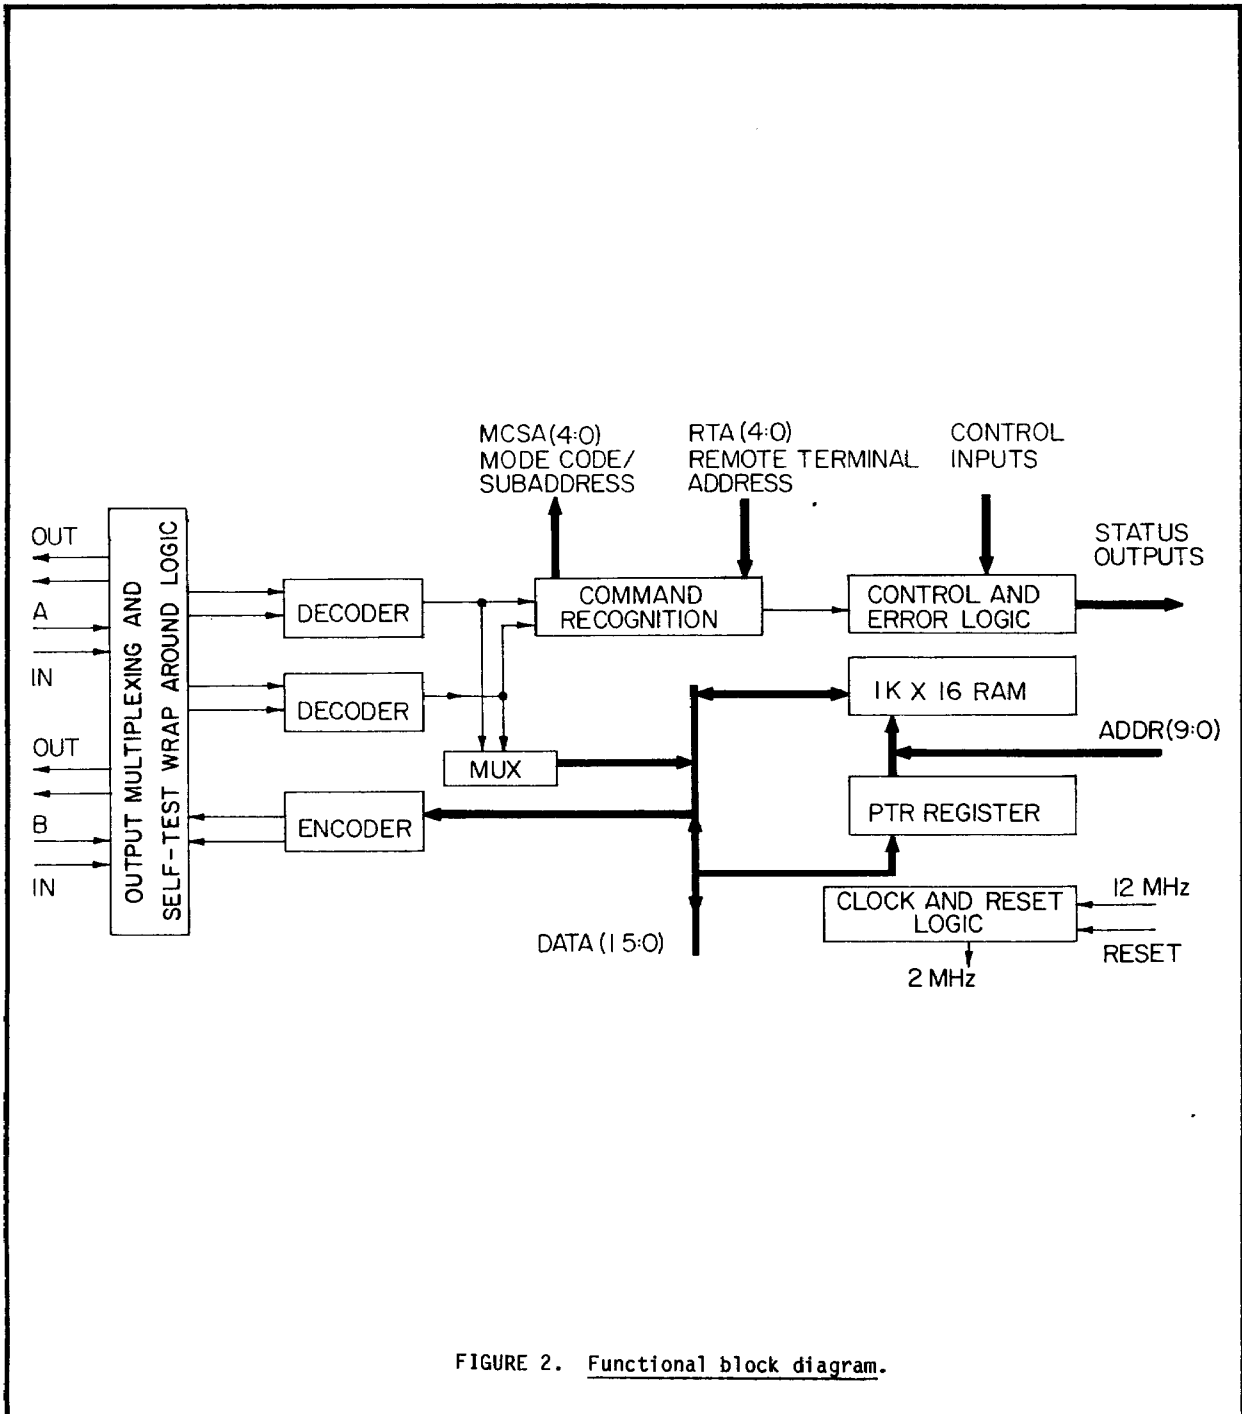 MCSA(4:0)
MODE CODE/
SUBADDRESS
RTA(4:0)
REMOTE TERMINAL
ADDRESS
CONTROL
INPUTS
STATUS
OUTPUTS
OUT
A
IN
OUT
B
IN
OUTPUT MULTIPLEXING AND
SELF-TEST WRAP AROUND LOGIC
DECODER
DECODER
ENCODER
MUX
COMMAND
RECOGNITION
CONTROL AND
ERROR LOGIC
1K X 16 RAM
ADDR(9:0)
PTR REGISTER
CLOCK AND RESET
LOGIC
12 MHz
RESET
2 MHz
DATA(15:0)
FIGURE 2. Functional block diagram.